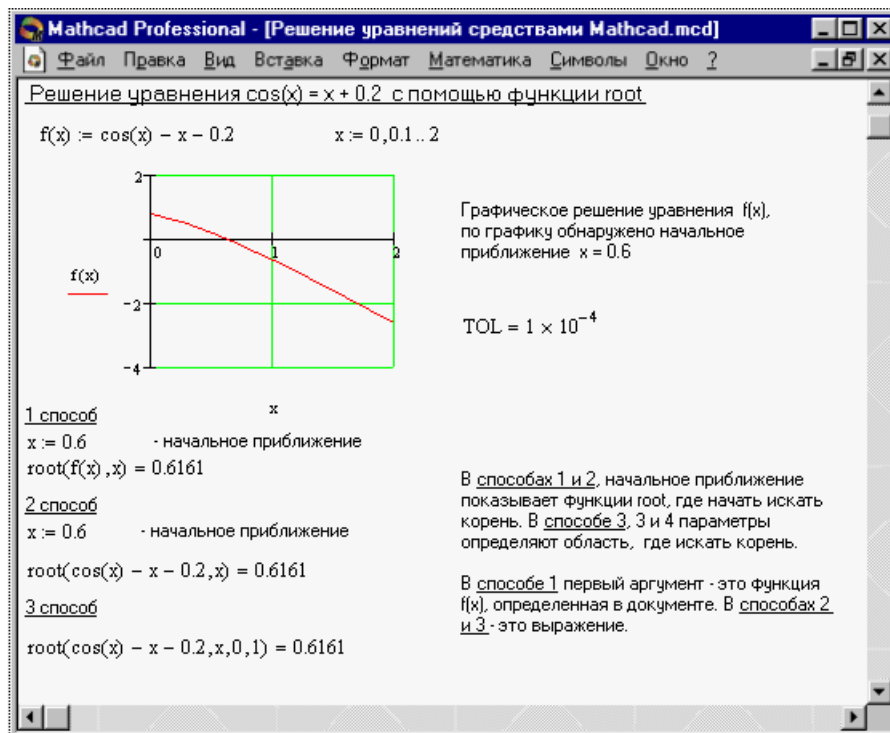 Mathcad Professional - [Решение уравнений средствами Mathcad.mcd]
Файл Правка Вид Вставка Формат Математика Символы Окно ?
Решение уравнения cos(x) = x + 0.2 с помощью функции root
f(x) := cos(x) − x − 0.2 x := 0,0.1 .. 2
2
0 1 2
f(x)
−2
−4
x
Графическое решение уравнения f(x),
по графику обнаружено начальное
приближение x = 0.6
TOL = 1 × 10⁻⁴
1 способ
x := 0.6 - начальное приближение
root(f(x),x) = 0.6161
2 способ
x := 0.6 - начальное приближение
root(cos(x) − x − 0.2,x) = 0.6161
3 способ
root(cos(x) − x − 0.2,x,0,1) = 0.6161
В способах 1 и 2, начальное приближение
показывает функции root, где начать искать
корень. В способе 3, 3 и 4 параметры
определяют область, где искать корень.
В способе 1 первый аргумент - это функция
f(x), определенная в документе. В способах 2
и 3 - это выражение.